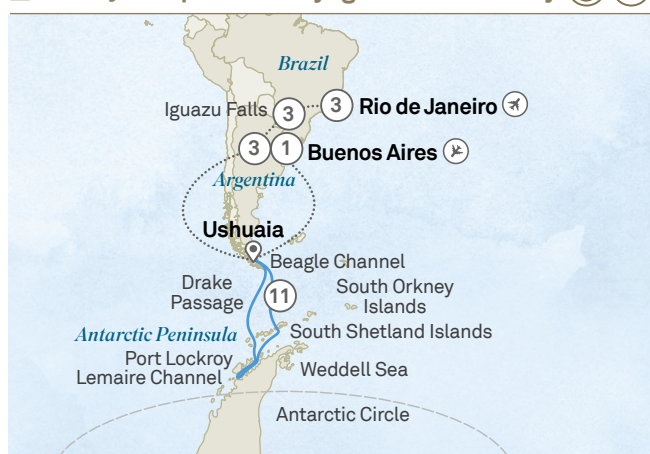 Brazil
Iguazu Falls
3
3
Rio de Janeiro
3
1
Buenos Aires
Argentina
Ushuaia
Beagle Channel
Drake
Passage
11
South Orkney
Islands
Antarctic Peninsula
South Shetland Islands
Port Lockroy
Lemaire Channel
Weddell Sea
Antarctic Circle